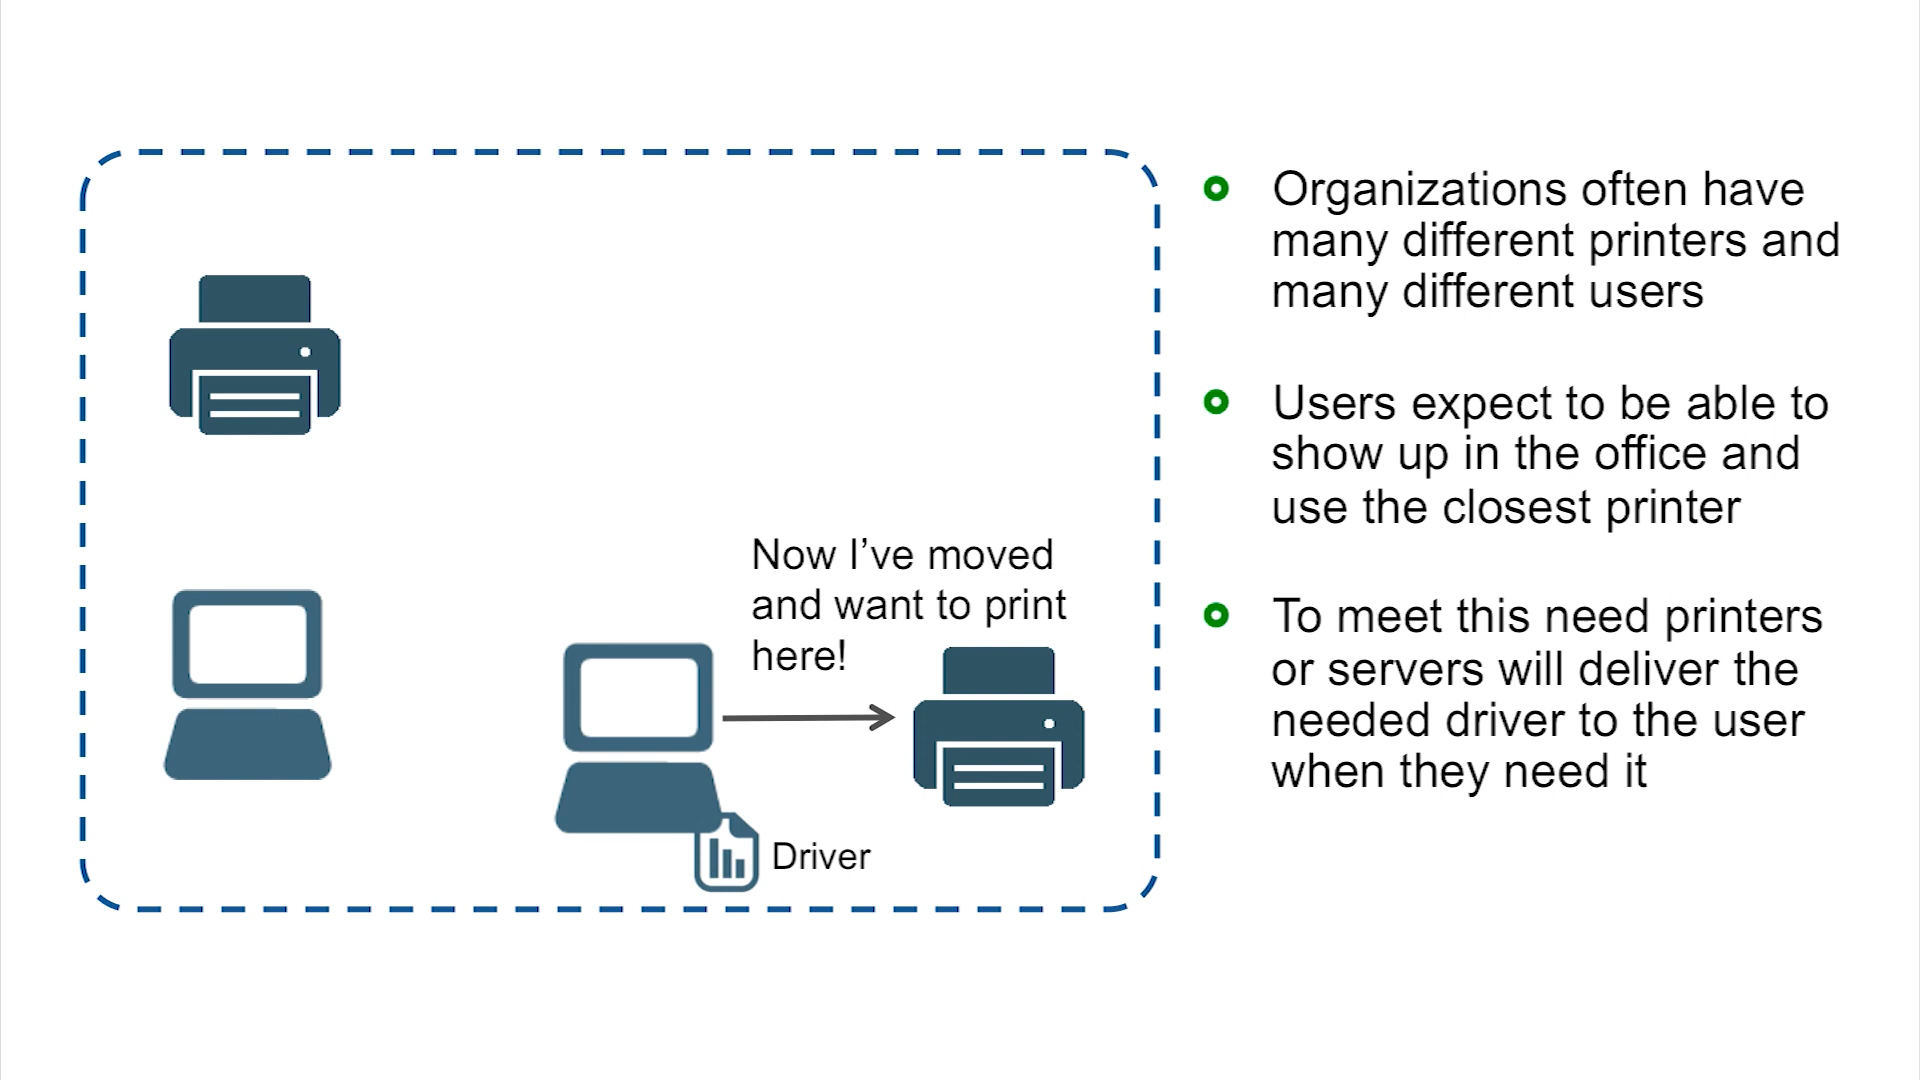 Now I’ve moved
and want to print
here!
Driver
Organizations often have
many different printers and
many different users
Users expect to be able to
show up in the office and
use the closest printer
To meet this need printers
or servers will deliver the
needed driver to the user
when they need it